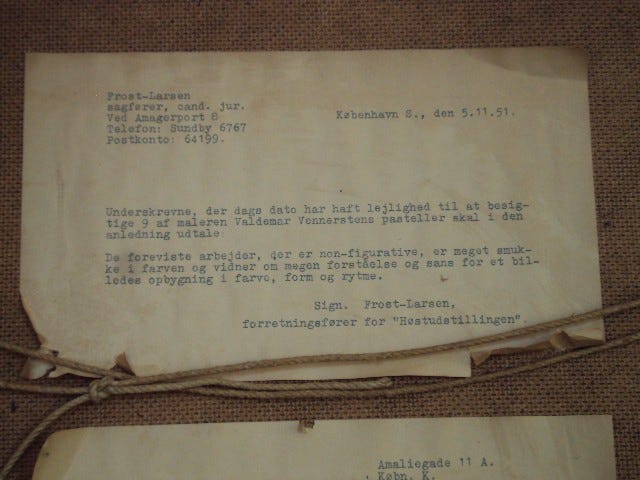 Frost-Larsen
sagfører, cand. jur.
Ved Amagerport 8
Telefon: Sundby 6767
Postkonto: 64199.
København S., den 5.11.51.
Underskrevne, der dags dato har haft lejlighed til at besig-
tige 9 af maleren Valdemar Vennerstens pasteller skal i den
anledning udtale
De foreviste arbejder, der er non-figurative, er meget smuk-
ke i farven og vidner om megen forståelse og sans for et bil-
ledes opbygning i farve, form og rytme.
Sign. Frost-Larsen,
forretningsfører for "Høstudstillingen".
Amaliegade 11 A.
Købn. K.